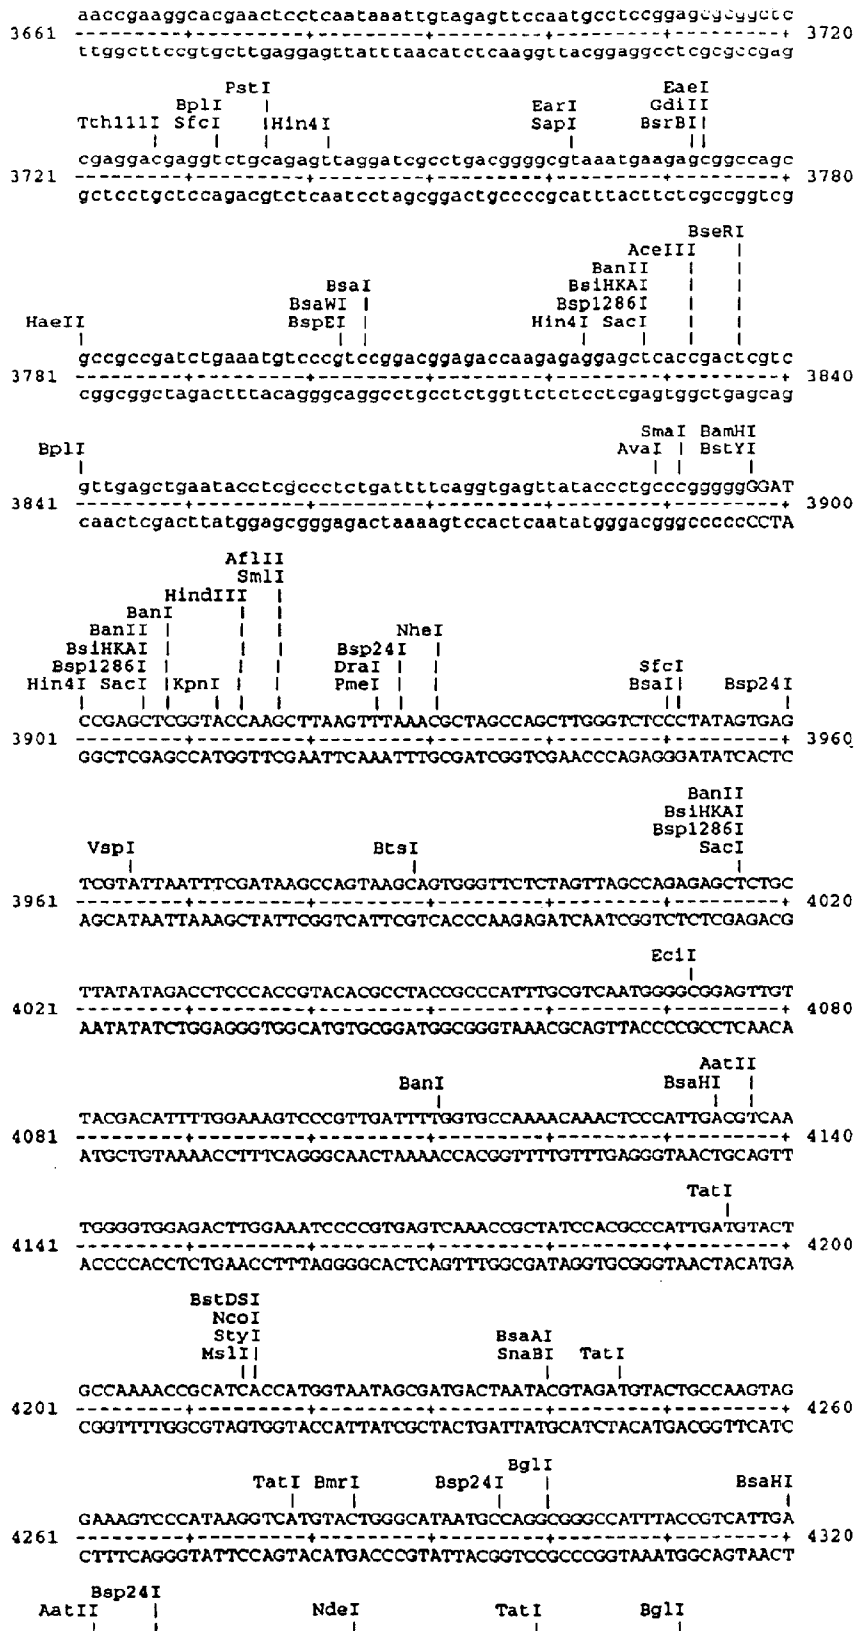 aaccgaaggcacgaactcctcaataaattgtagagttccaatgcctccggagcgcggctc
3661 ---------+---------+---------+---------+---------+---------+ 3720
ttggcttccgtgcttgaggagttatttaacatctcaaggttacggaggcctcgcgccgag
PstI EaeI
BplI | EarI GdiII
Tth111I SfcI |Hin4I SapI BsrBI|
cgaggacgaggtctgcagagttaggatcgcctgacggggcgtaaatgaagagcggccagc
3721 ---------+---------+---------+---------+---------+---------+ 3780
gctcctgctccagacgtctcaatcctagcggactgccccgcatttacttctcgccggtcg
BseRI
AceIII |
BanII | |
BsaI BsiHKAI | |
BsaWI | Bsp1286I | |
HaeII BspEI | Hin4I SacI | |
gccgccgatctgaaatgtcccgtccggacggagaccaagagaggagctcaccgactcgtc
3781 ---------+---------+---------+---------+---------+---------+ 3840
cggcggctagactttacagggcaggcctgcctctggttctctcctcgagtggctgagcag
SmaI BamHI
BplI AvaI | BstYI
gttgagctgaatacctcgccctctgattttcaggtgagttataccctgcccgggggGGAT
3841 ---------+---------+---------+---------+---------+---------+ 3900
caactcgacttatggagcgggagactaaaagtccactcaatatgggacgggcccccCCTA
AflII
SmlI
HindIII |
BanI | |
BanII | | | NheI
BsiHKAI | | | Bsp24I |
Bsp1286I | | | DraI | | SfcI
Hin4I SacI |KpnI | | PmeI | | BsaI| Bsp24I
CCGAGCTCGGTACCAAGCTTAAGTTTAAACGCTAGCCAGCTTGGGTCTCCCTATAGTGAG
3901 ---------+---------+---------+---------+---------+---------+ 3960
GGCTCGAGCCATGGTTCGAATTCAAATTTGCGATCGGTCGAACCCAGAGGGATATCACTC
BanII
BsiHKAI
Bsp1286I
VspI BtsI SacI
TCGTATTAATTTCGATAAGCCAGTAAGCAGTGGGTTCTCTAGTTAGCCAGAGAGCTCTGC
3961 ---------+---------+---------+---------+---------+---------+ 4020
AGCATAATTAAAGCTATTCGGTCATTCGTCACCCAAGAGATCAATCGGTCTCTCGAGACG
EciI
TTATATAGACCTCCCACCGTACACGCCTACCGCCCATTTGCGTCAATGGGGCGGAGTTGT
4021 ---------+---------+---------+---------+---------+---------+ 4080
AATATATCTGGAGGGTGGCATGTGCGGATGGCGGGTAAACGCAGTTACCCCGCCTCAACA
AatII
BanI BsaHI |
TACGACATTTTGGAAAGTCCCGTTGATTTTGGTGCCAAAACAAACTCCCATTGACGTCAA
4081 ---------+---------+---------+---------+---------+---------+ 4140
ATGCTGTAAAACCTTTCAGGGCAACTAAAACCACGGTTTTGTTTGAGGGTAACTGCAGTT
TatI
TGGGGTGGAGACTTGGAAATCCCCGTGAGTCAAACCGCTATCCACGCCCATTGATGTACT
4141 ---------+---------+---------+---------+---------+---------+ 4200
ACCCCACCTCTGAACCTTTAGGGGCACTCAGTTTGGCGATAGGTGCGGGTAACTACATGA
BstDSI
NcoI
StyI BsaAI
MslI| SnaBI TatI
GCCAAAACCGCATCACCATGGTAATAGCGATGACTAATACGTAGATGTACTGCCAAGTAG
4201 ---------+---------+---------+---------+---------+---------+ 4260
CGGTTTTGGCGTAGTGGTACCATTATCGCTACTGATTATGCATCTACATGACGGTTCATC
BglI
TatI BmrI Bsp24I | BsaHI
GAAAGTCCCATAAGGTCATGTACTGGGCATAATGCCAGGCGGGCCATTTACCGTCATTGA
4261 ---------+---------+---------+---------+---------+---------+ 4320
CTTTCAGGGTATTCCAGTACATGACCCGTATTACGGTCCGCCCGGTAAATGGCAGTAACT
Bsp24I
AatII | NdeI TatI BglI